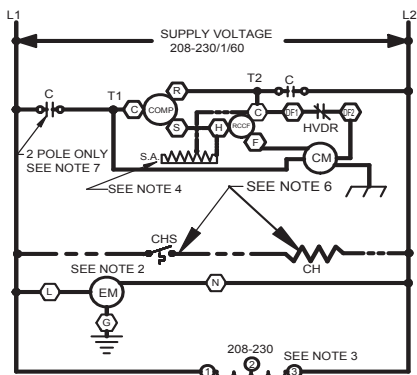 L1 L2
SUPPLY VOLTAGE
208-230/1/60
C T1 C COMP R S H RCOF T2 C C DF1 HVDR DF2
F
S.A.
CM
2 POLE ONLY
SEE NOTE 7
SEE NOTE 4
SEE NOTE 6
CHS
CH
SEE NOTE 2
L EM N
G
208-230
1 2 3 SEE NOTE 3